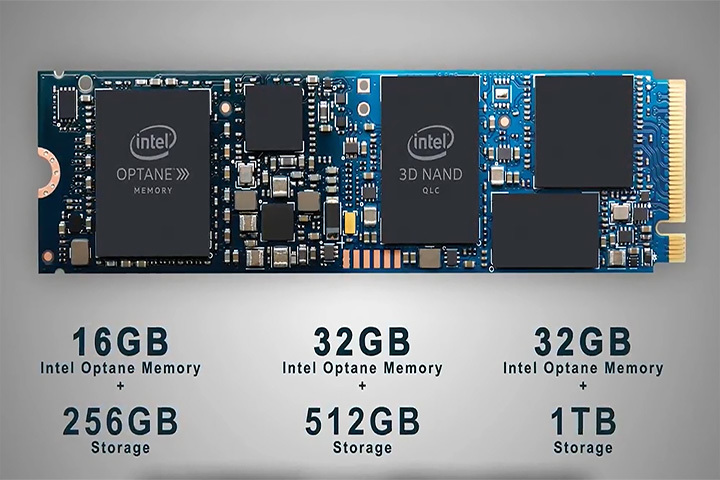 intel
OPTANE
MEMORY
intel
3D NAND
QLC
16GB
Intel Optane Memory
+
256GB
Storage
32GB
Intel Optane Memory
+
512GB
Storage
32GB
Intel Optane Memory
+
1TB
Storage